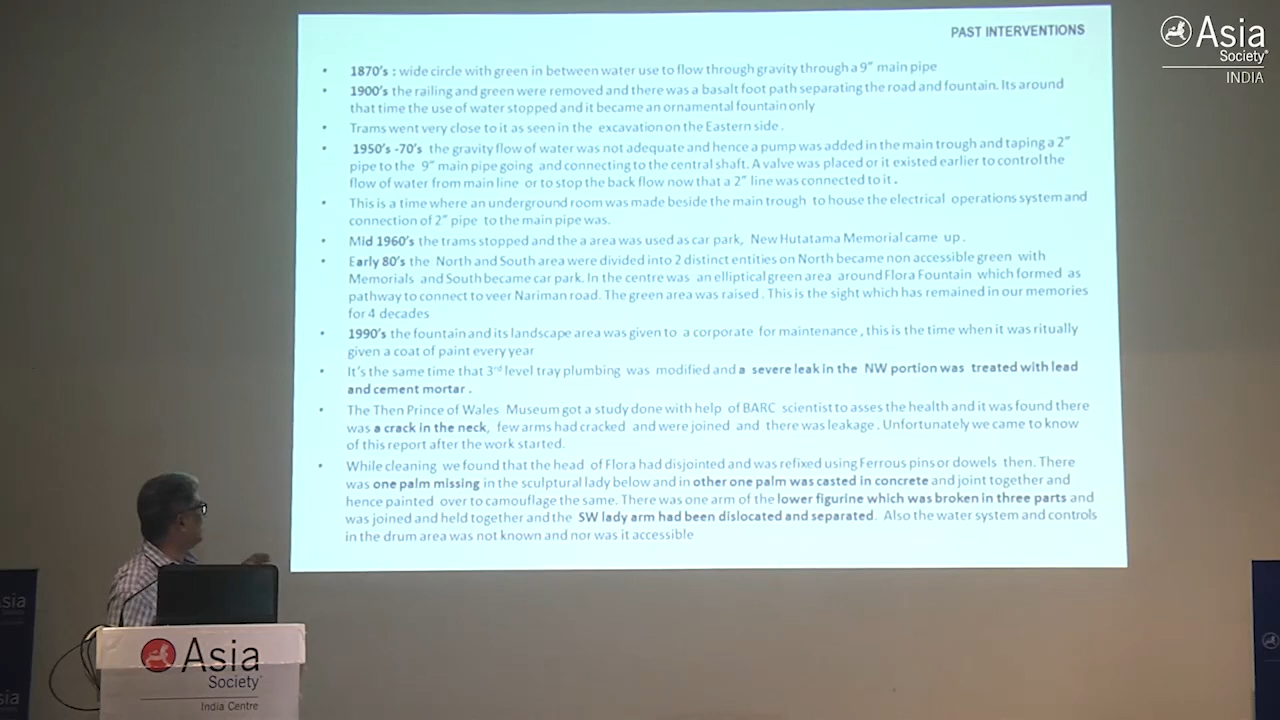 PAST INTERVENTIONS
• 1870's : wide circle with green in between water use to flow through gravity through a 9" main pipe
• 1900's the railing and green were removed and there was a basalt foot path separating the road and fountain. Its around
that time the use of water stopped and it became an ornamental fountain only
• Trams went very close to it as seen in the excavation on the Eastern side .
• 1950's -70's the gravity flow of water was not adequate and hence a pump was added in the main trough and taping a 2"
pipe to the 9" main pipe going and connecting to the central shaft. A valve was placed or it existed earlier to control the
flow of water from main line or to stop the back flow now that a 2" line was connected to it .
• This is a time where an underground room was made beside the main trough to house the electrical operations system and
connection of 2" pipe to the main pipe was.
• Mid 1960's the trams stopped and the a area was used as car park, New Hutatama Memorial came up .
• Early 80's the North and South area were divided into 2 distinct entities on North became non accessible green with
Memorials and South became car park. In the centre was an elliptical green area around Flora Fountain which formed as
pathway to connect to veer Nariman road. The green area was raised . This is the sight which has remained in our memories
for 4 decades
• 1990's the fountain and its landscape area was given to a corporate for maintenance , this is the time when it was ritually
given a coat of paint every year
• It's the same time that 3rd level tray plumbing was modified and a severe leak in the NW portion was treated with lead
and cement mortar .
• The Then Prince of Wales Museum got a study done with help of BARC scientist to asses the health and it was found there
was a crack in the neck, few arms had cracked and were joined and there was leakage . Unfortunately we came to know
of this report after the work started.
• While cleaning we found that the head of Flora had disjointed and was refixed using Ferrous pins or dowels then. There
was one palm missing in the sculptural lady below and in other one palm was casted in concrete and joint together and
hence painted over to camouflage the same. There was one arm of the lower figurine which was broken in three parts and
was joined and held together and the SW lady arm had been dislocated and separated. Also the water system and controls
in the drum area was not known and nor was it accessible
Asia
Society
INDIA
Asia
Society
India Centre
sia
sia